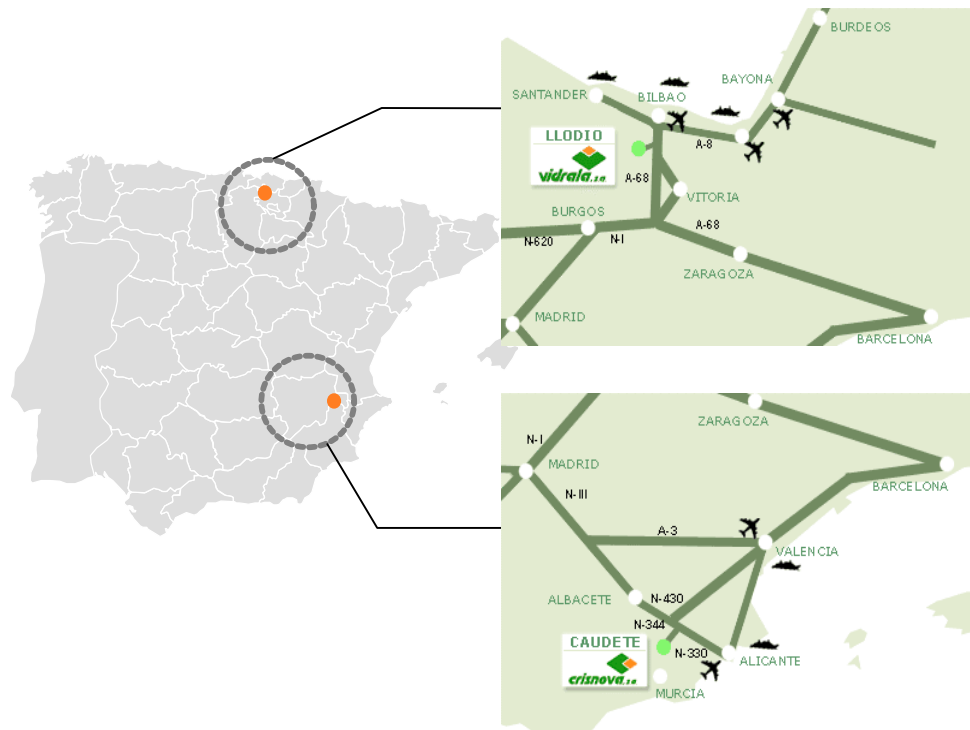 BURDEOS
BAYONA
SANTANDER
BILBAO
LLODIO
vidrala, s.a.
A-8
A-68
VITORIA
BURGOS
A-68
N-620
N-I
ZARAGOZA
MADRID
BARCELONA
ZARAGOZA
N-I
MADRID
BARCELONA
N-III
A-3
VALENCIA
ALBACETE
N-430
N-344
CAUDETE
N-330
ALICANTE
crisnova, s.a.
MURCIA